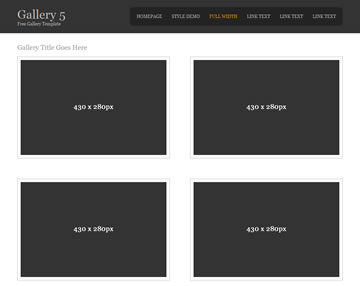 Gallery 5
Free Gallery Template
HOMEPAGE STYLE DEMO FULL WIDTH LINK TEXT LINK TEXT LINK TEXT
Gallery Title Goes Here
430 x 280px 430 x 280px
430 x 280px 430 x 280px